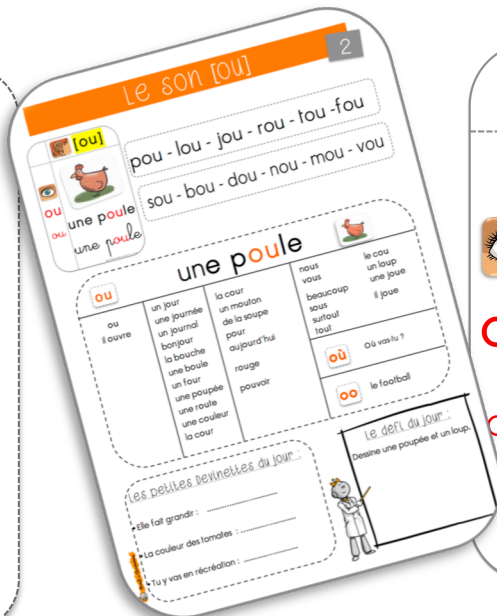 2
Le son [ou]
[ou]
ou
ou
une poule
une poule
pou - lou - jou - rou - tou -fou
sou - bou - dou - nou - mou - vou
une poule
ou
ou
il ouvre
un jour
une journée
un journal
bonjour
la bouche
une boule
un four
une poupée
une route
une couleur
la cour
la cour
un mouton
de la soupe
pour
aujourd'hui
rouge
pouvoir
nous
vous
beaucoup
sous
surtout
tout
le cou
un loup
une joue
il joue
où
Où vas-tu ?
oo
le football
Les petites devinettes du jour :
Elle fait grandir :
La couleur des tomates :
Tu y vas en récréation :
Le défi du jour :
Dessine une poupée et un loup.